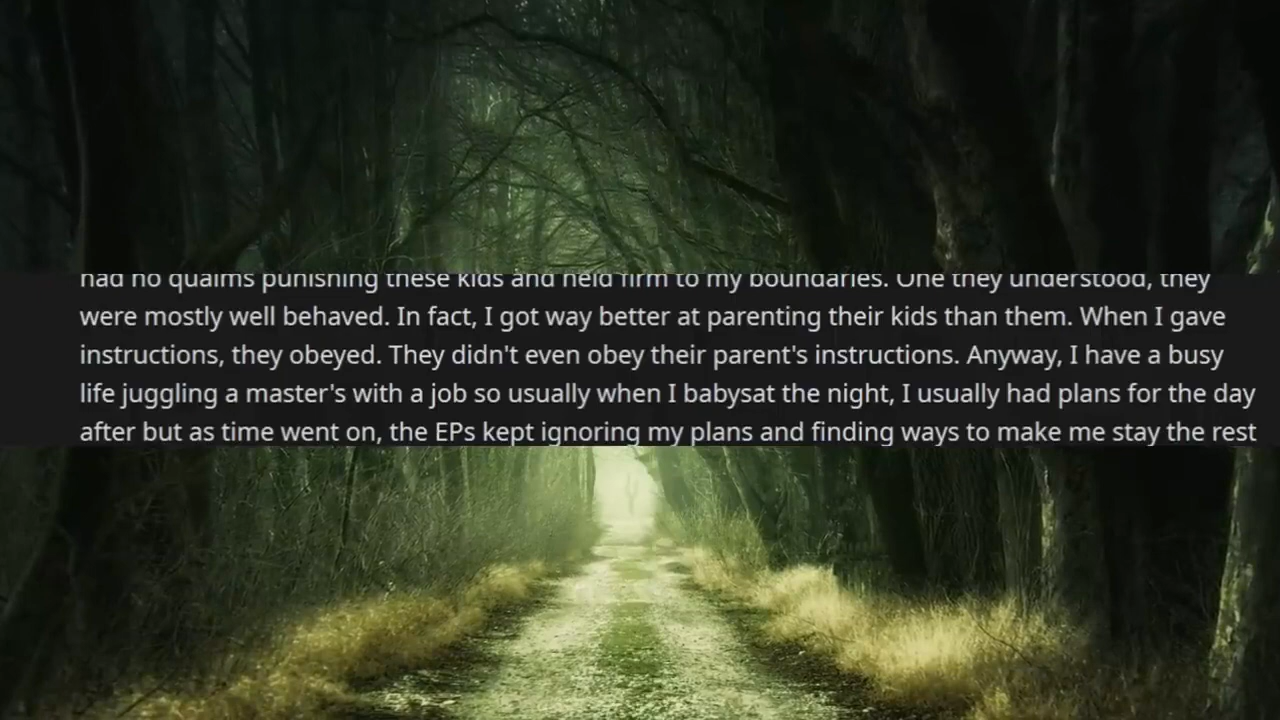 had no qualms punishing these kids and held firm to my boundaries. One they understood, they
were mostly well behaved. In fact, I got way better at parenting their kids than them. When I gave
instructions, they obeyed. They didn't even obey their parent's instructions. Anyway, I have a busy
life juggling a master's with a job so usually when I babysat the night, I usually had plans for the day
after but as time went on, the EPs kept ignoring my plans and finding ways to make me stay the rest